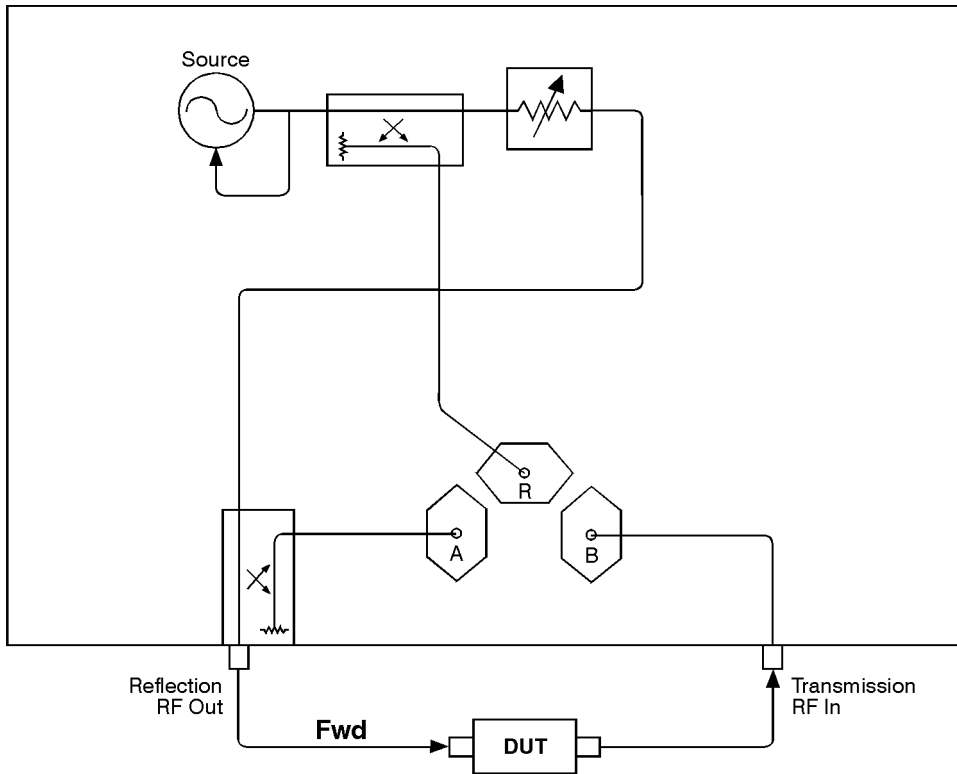 Source
R
A
B
Reflection
RF Out
Transmission
RF In
Fwd
DUT